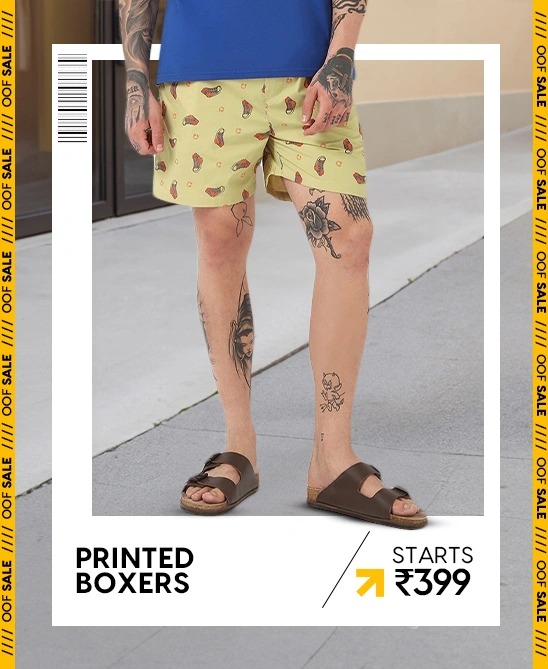 //// OOF SALE //// OOF SALE //// OOF SALE //// OOF SALE //// OOF SALE //// OOF SALE ////
PRINTED
BOXERS
STARTS
₹399
//// OOF SALE //// OOF SALE //// OOF SALE //// OOF SALE //// OOF SALE //// OOF SALE ////